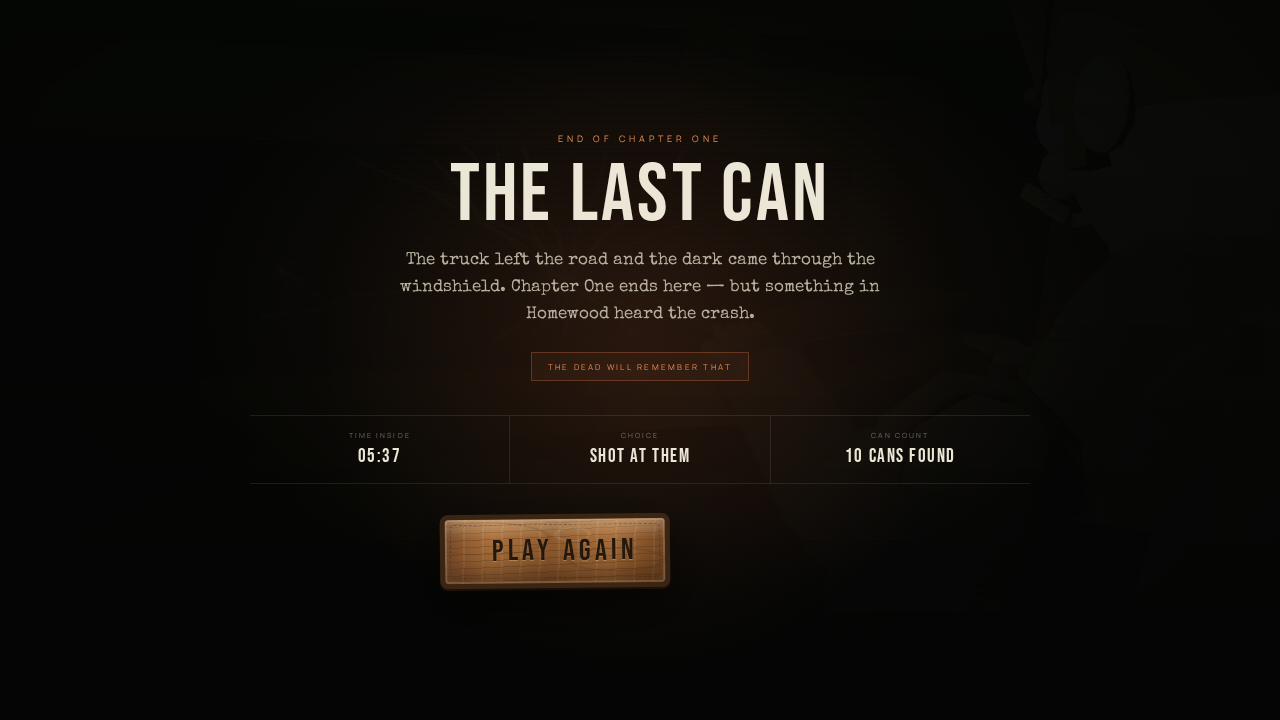 END OF CHAPTER ONE
THE LAST CAN
The truck left the road and the dark came through the
windshield. Chapter One ends here — but something in
Homewood heard the crash.
THE DEAD WILL REMEMBER THAT
TIME INSIDE
05:37
CHOICE
SHOT AT THEM
CAN COUNT
10 CANS FOUND
PLAY AGAIN